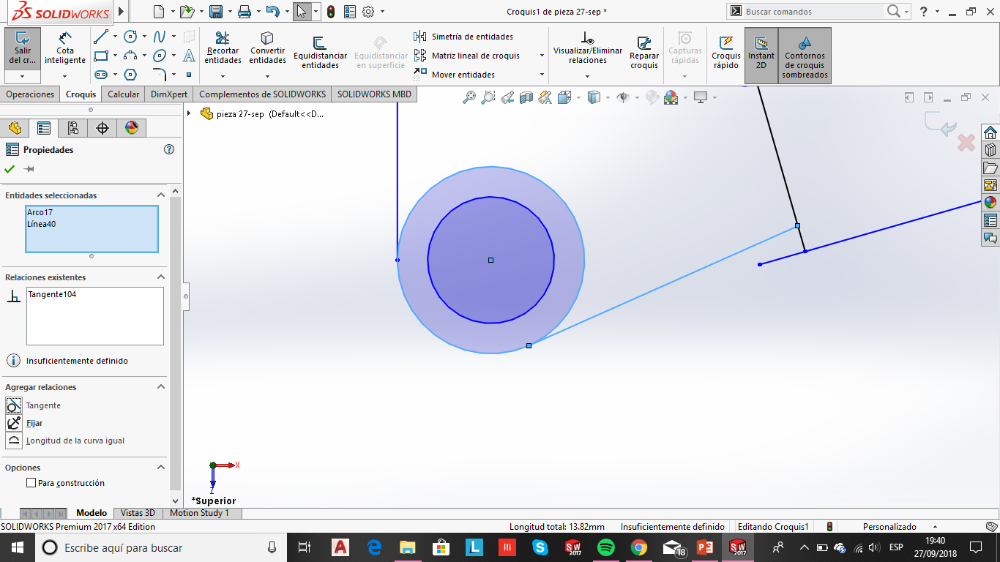 SOLIDWORKS
Croquis1 de pieza 27-sep *
Buscar comandos
?
Salir
del cr...
Cota
inteligente
Recortar
entidades
Convertir
entidades
Equidistanciar
entidades
Equidistanciar
en superficie
Simetría de entidades
Matriz lineal de croquis
Mover entidades
Visualizar/Eliminar
relaciones
Reparar
croquis
Capturas
rápidas
Croquis
rápido
Instant
2D
Contornos
de croquis
sombreados
Operaciones Croquis Calcular DimXpert Complementos de SOLIDWORKS SOLIDWORKS MBD
pieza 27-sep (Default<<D...
Propiedades
?
Entidades seleccionadas
Arco17
Línea40
Relaciones existentes
Tangente104
Insuficientemente definido
Agregar relaciones
Tangente
Fijar
Longitud de la curva igual
Opciones
Para construcción
X
Z
*Superior
Modelo Vistas 3D Motion Study 1
SOLIDWORKS Premium 2017 x64 Edition Longitud total: 13.82mm Insuficientemente definido Editando Croquis1 Personalizado
Escribe aquí para buscar
A
L
S
SW
2017
18
P
SW
2017
ESP
19:40
27/09/2018